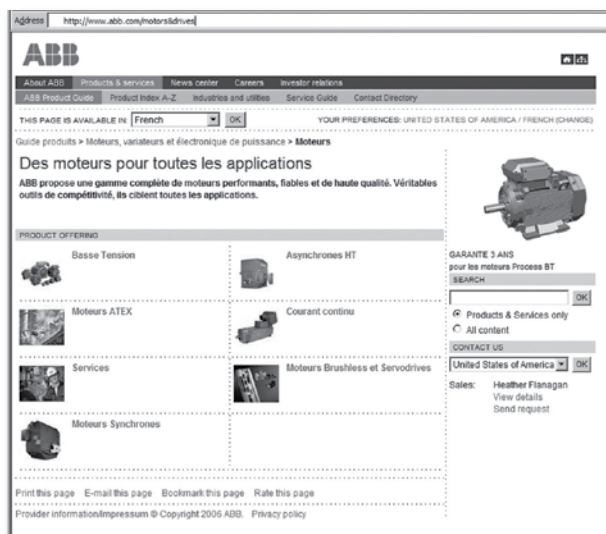 Address http://www.abb.com/motors&drives
ABB
About ABB Products & services News center Careers Investor relations
ABB Product Guide Product Index A-Z Industries and utilities Service Guide Contact Directory
THIS PAGE IS AVAILABLE IN: French OK YOUR PREFERENCES: UNITED STATES OF AMERICA / FRENCH (CHANGE)
Guide produits > Moteurs, variateurs et électronique de puissance > Moteurs
Des moteurs pour toutes les applications
ABB propose une gamme complète de moteurs performants, fiables et de haute qualité. Véritables
outils de compétitivité, ils ciblent toutes les applications.
PRODUCT OFFERING
Basse Tension
Asynchrones HT
Moteurs ATEX
Courant continu
Services
Moteurs Brushless et Servodrives
Moteurs Synchrones
GARANTE 3 ANS
pour les moteurs Process BT
SEARCH
OK
Products & Services only
All content
CONTACT US
United States of America OK
Sales: Heather Flanagan
View details
Send request
Print this page E-mail this page Bookmark this page Rate this page
Provider information/Impressum © Copyright 2006 ABB. Privacy policy